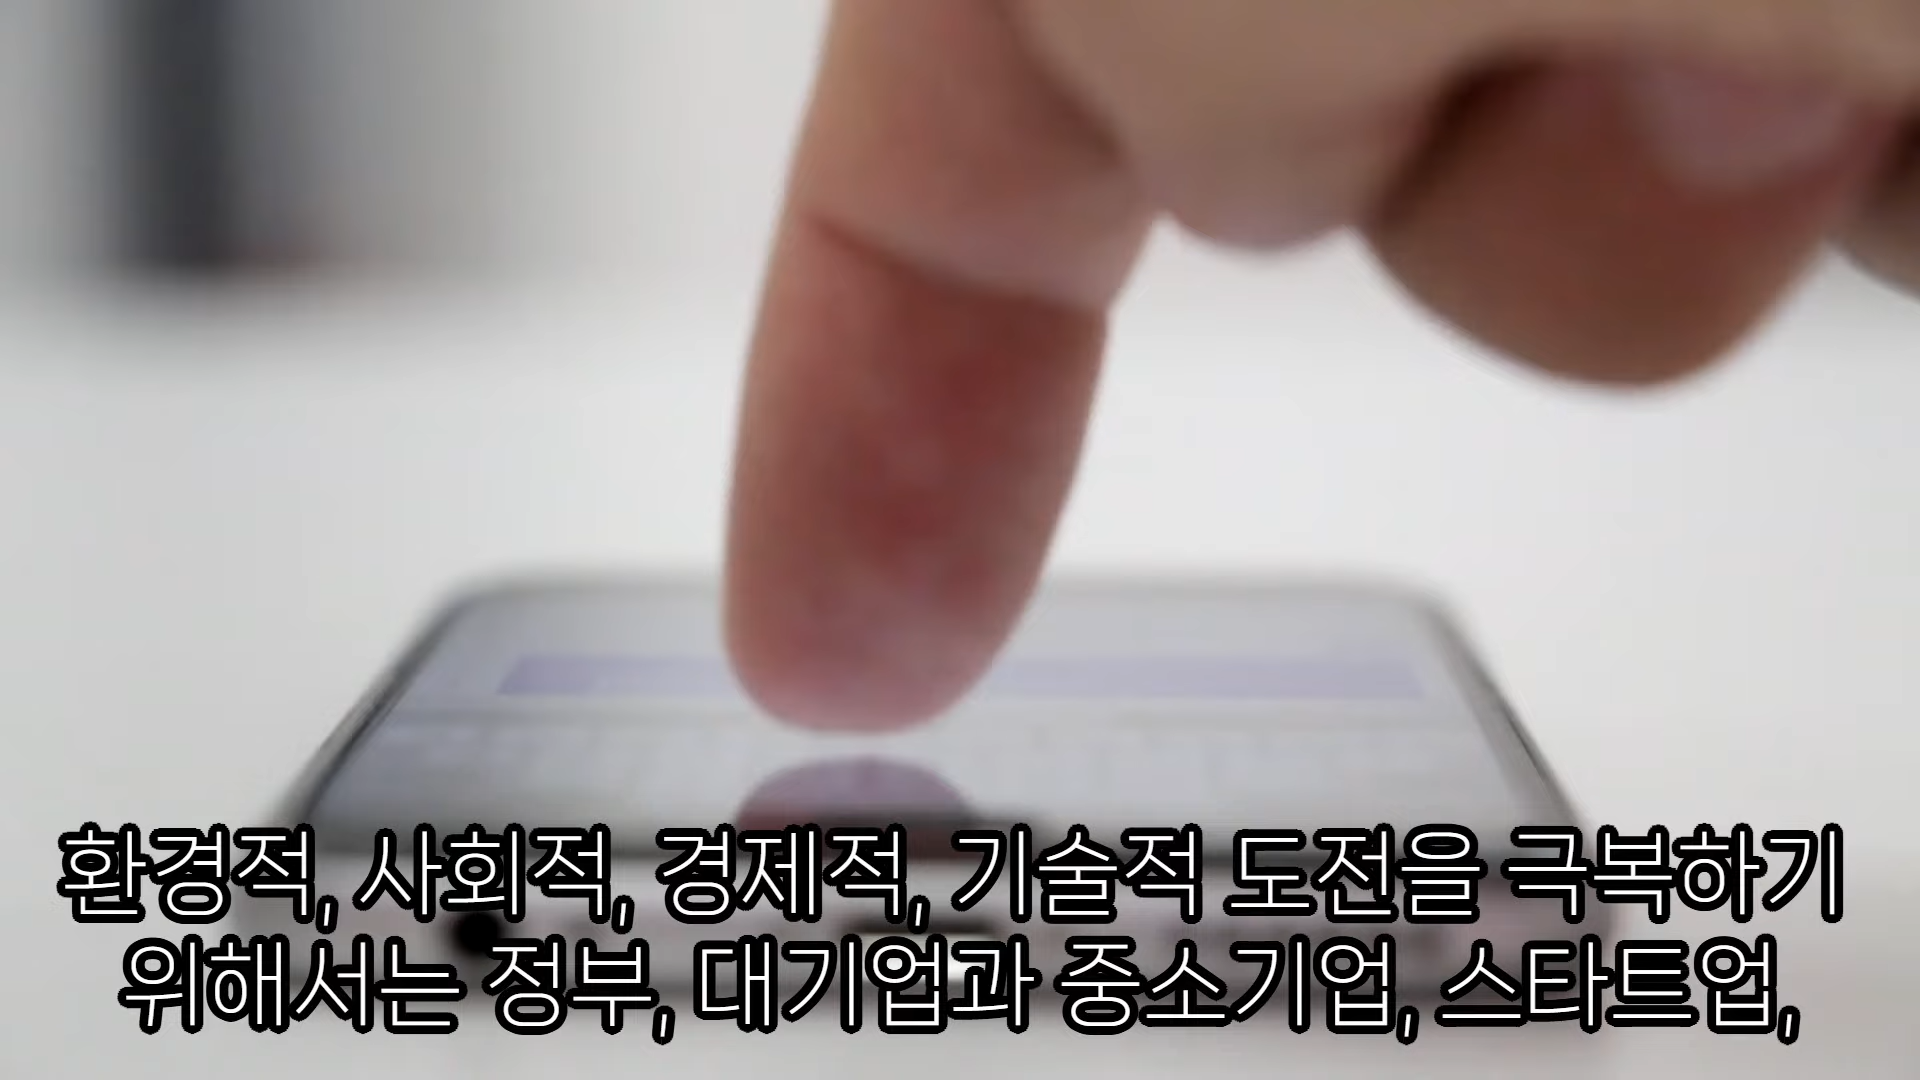 환경적, 사회적, 경제적, 기술적 도전을 극복하기
위해서는 정부, 대기업과 중소기업, 스타트업,